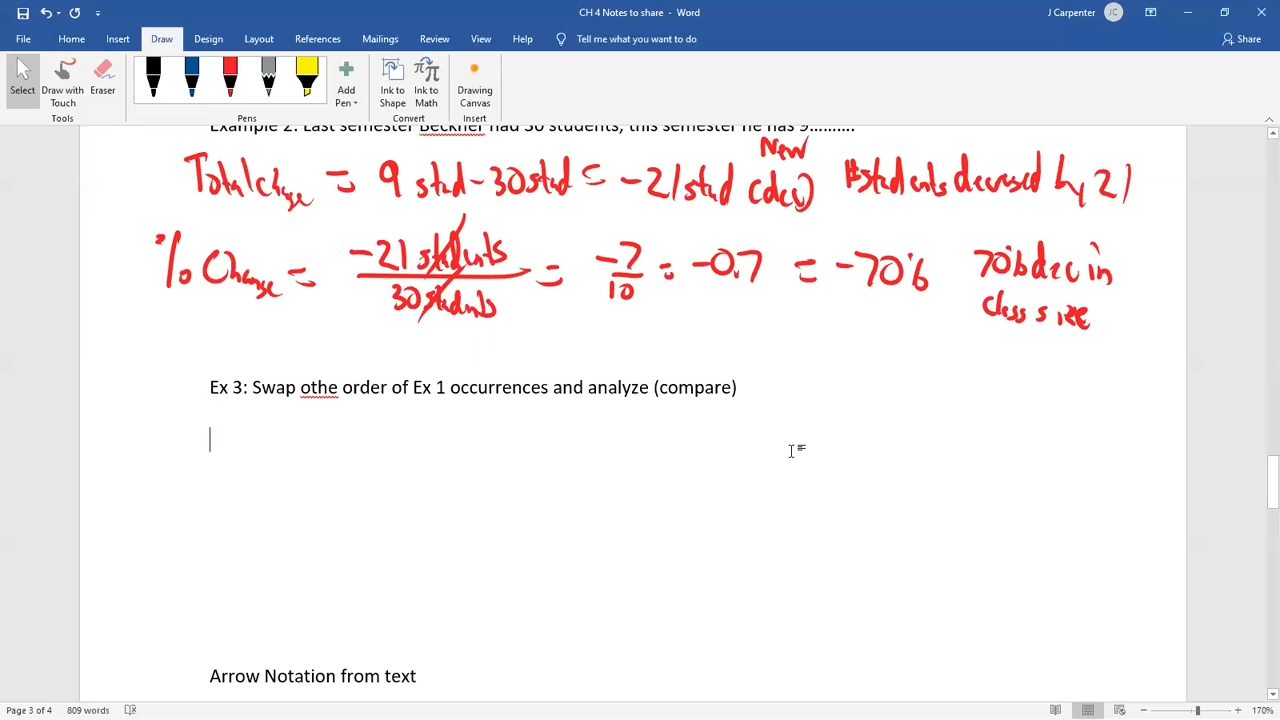 CH 4 Notes to share - Word
J Carpenter
JC
File Home Insert Draw Design Layout References Mailings Review View Help Tell me what you want to do
Share
Select
Draw with Touch
Eraser
Add Pen
Ink to Shape
Ink to Math
Drawing Canvas
Tools
Pens
Convert
Insert
Example 2: Last semester Beckner had 30 students, this semester he has 9..........
New
Total change = 9 stud - 30 stud = -21 stud (dec) #students decreased by 21
% Change = -21 students / 30 students = -7/10 = -0.7 = -70% 70% dec in
class size
Ex 3: Swap othe order of Ex 1 occurrences and analyze (compare)
Arrow Notation from text
Page 3 of 4 809 words
170%